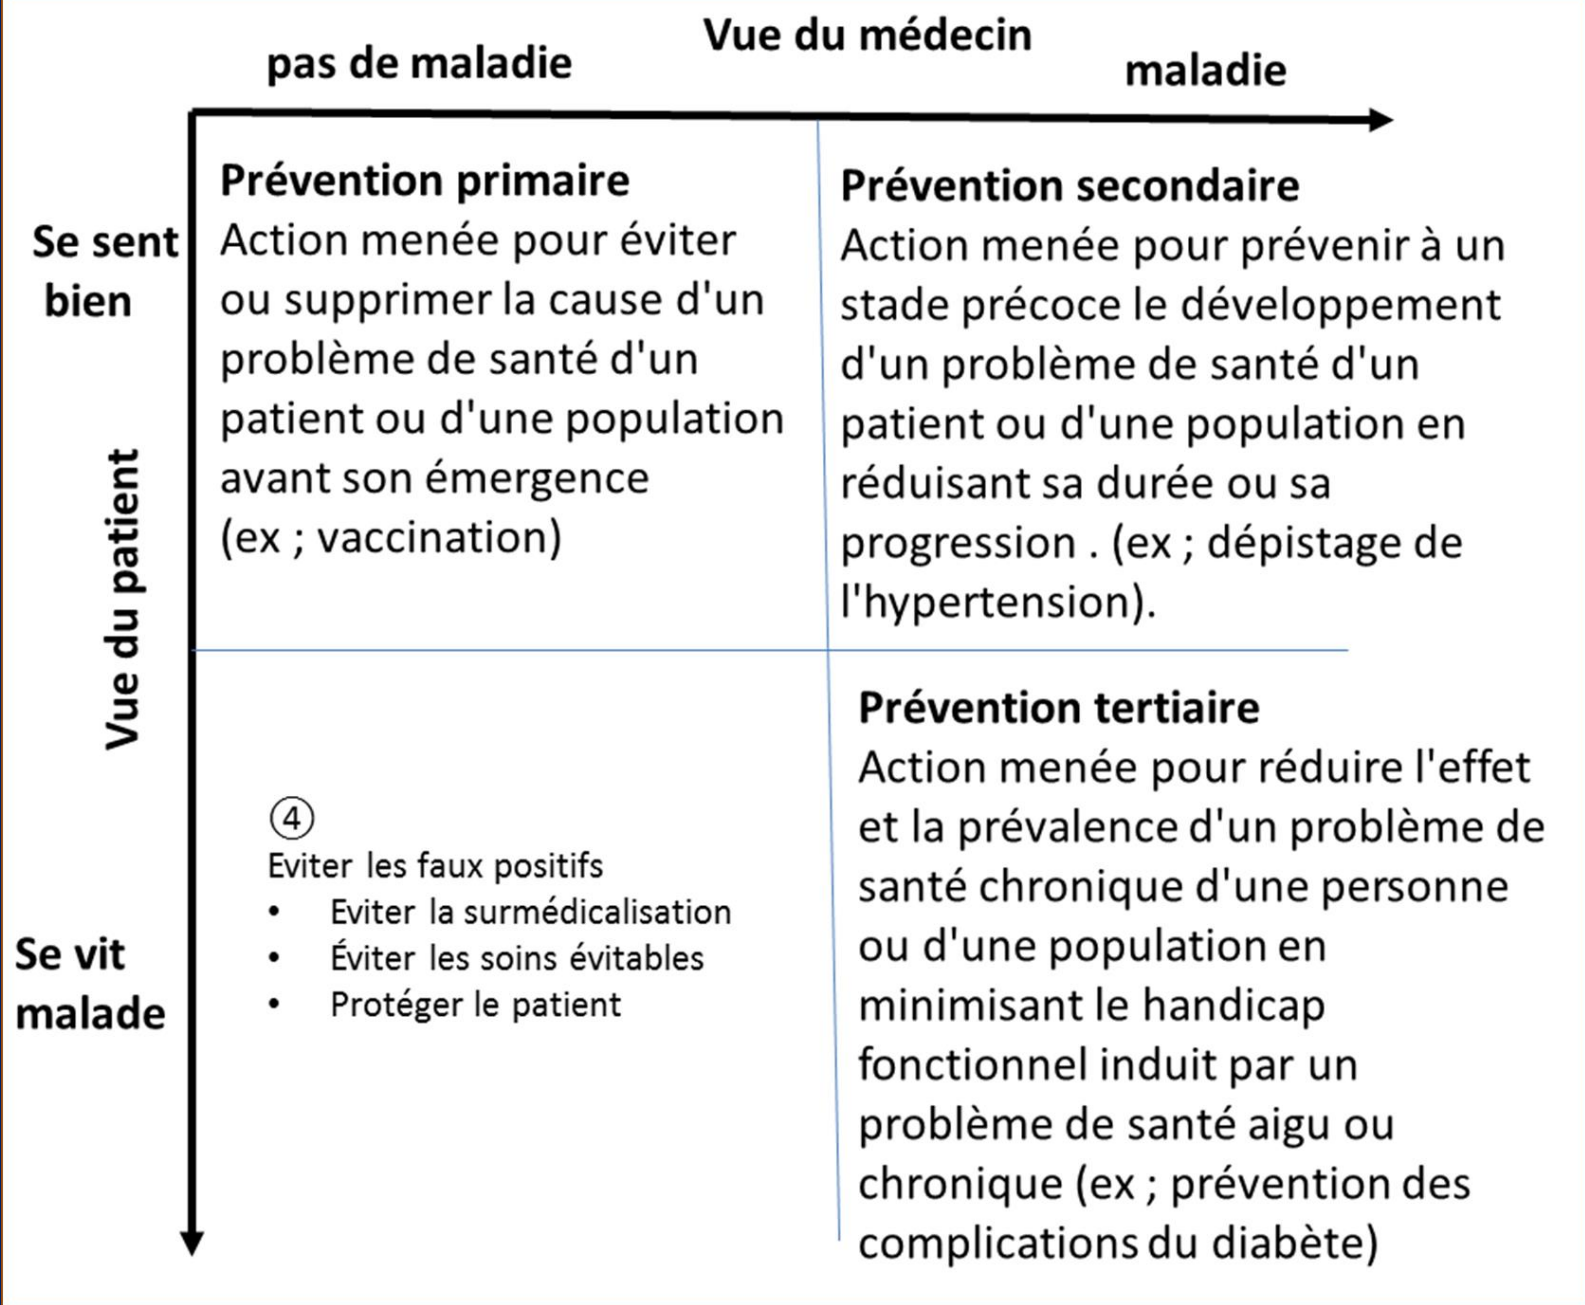 Vue du médecin
pas de maladie
maladie
Prévention primaire
Action menée pour éviter
ou supprimer la cause d'un
problème de santé d'un
patient ou d'une population
avant son émergence
(ex ; vaccination)
Prévention secondaire
Action menée pour prévenir à un
stade précoce le développement
d'un problème de santé d'un
patient ou d'une population en
réduisant sa durée ou sa
progression . (ex ; dépistage de
l'hypertension).
Se sent
bien
Vue du patient
Se vit
malade
④
Eviter les faux positifs
• Eviter la surmédicalisation
• Éviter les soins évitables
• Protéger le patient
Prévention tertiaire
Action menée pour réduire l'effet
et la prévalence d'un problème de
santé chronique d'une personne
ou d'une population en
minimisant le handicap
fonctionnel induit par un
problème de santé aigu ou
chronique (ex ; prévention des
complications du diabète)